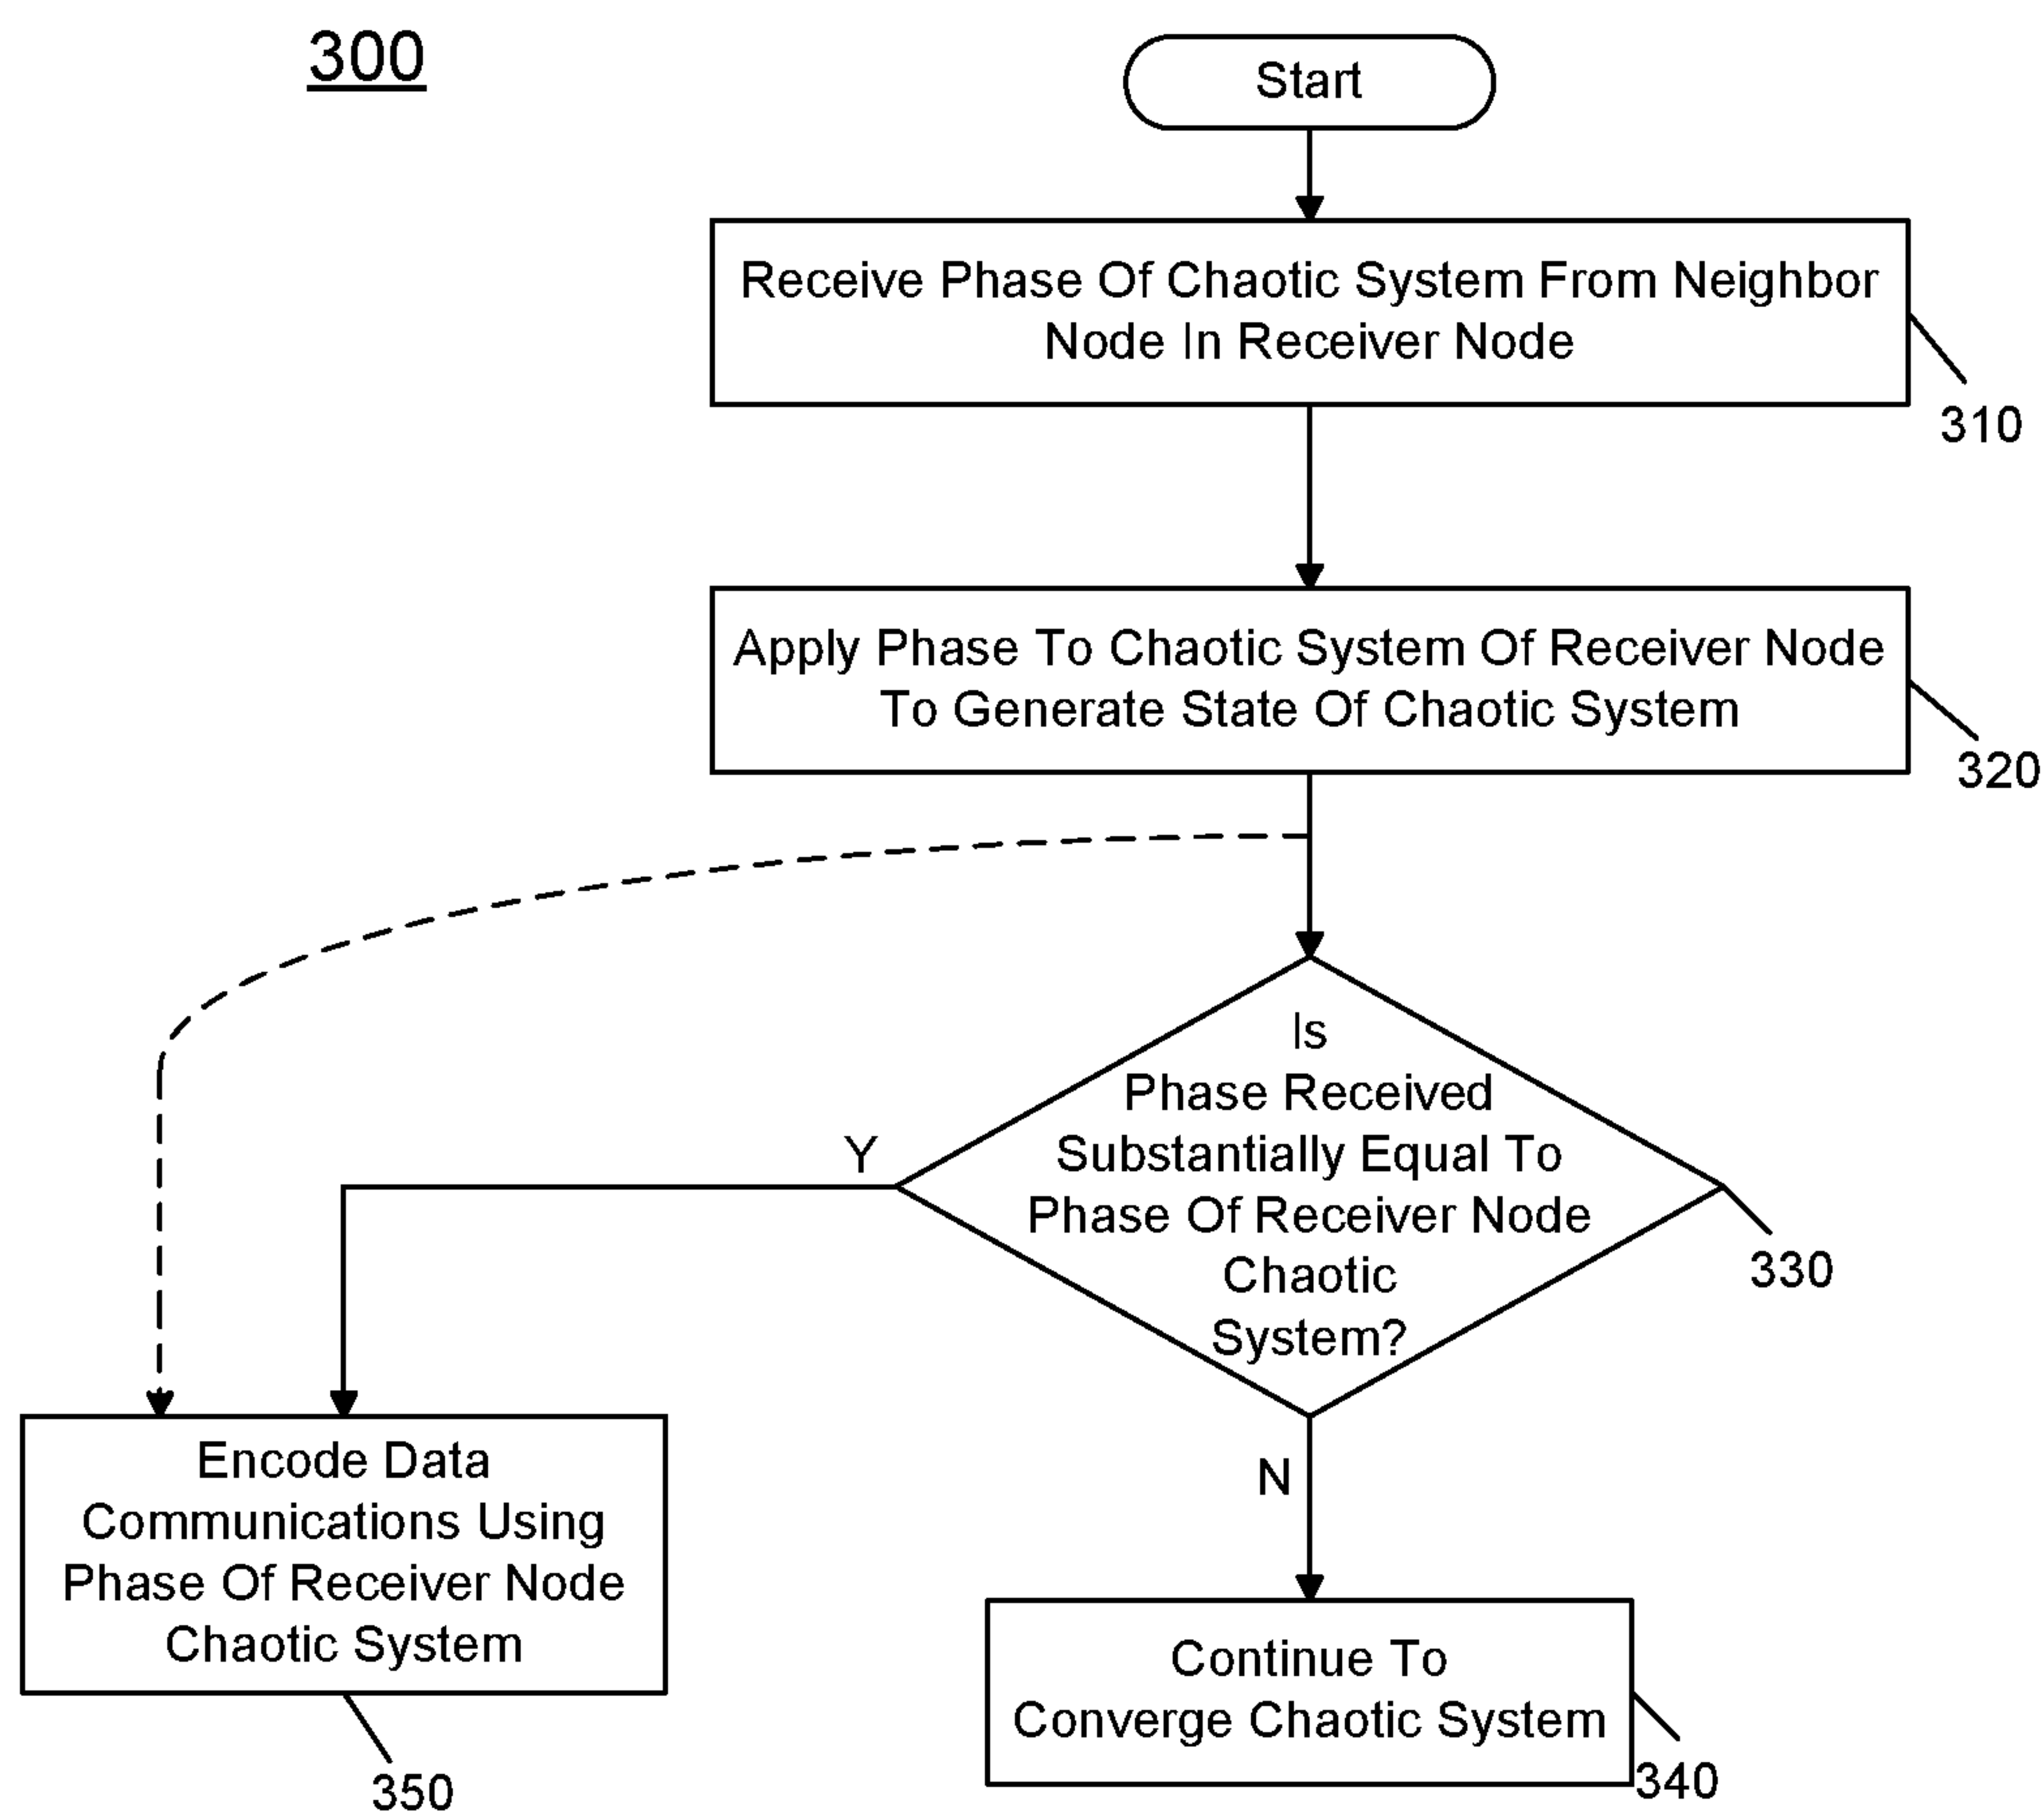 300
Start
Receive Phase Of Chaotic System From Neighbor
Node In Receiver Node
310
Apply Phase To Chaotic System Of Receiver Node
To Generate State Of Chaotic System
320
Is
Phase Received
Substantially Equal To
Phase Of Receiver Node
Chaotic
System?
330
Y
N
Encode Data
Communications Using
Phase Of Receiver Node
Chaotic System
350
Continue To
Converge Chaotic System
340